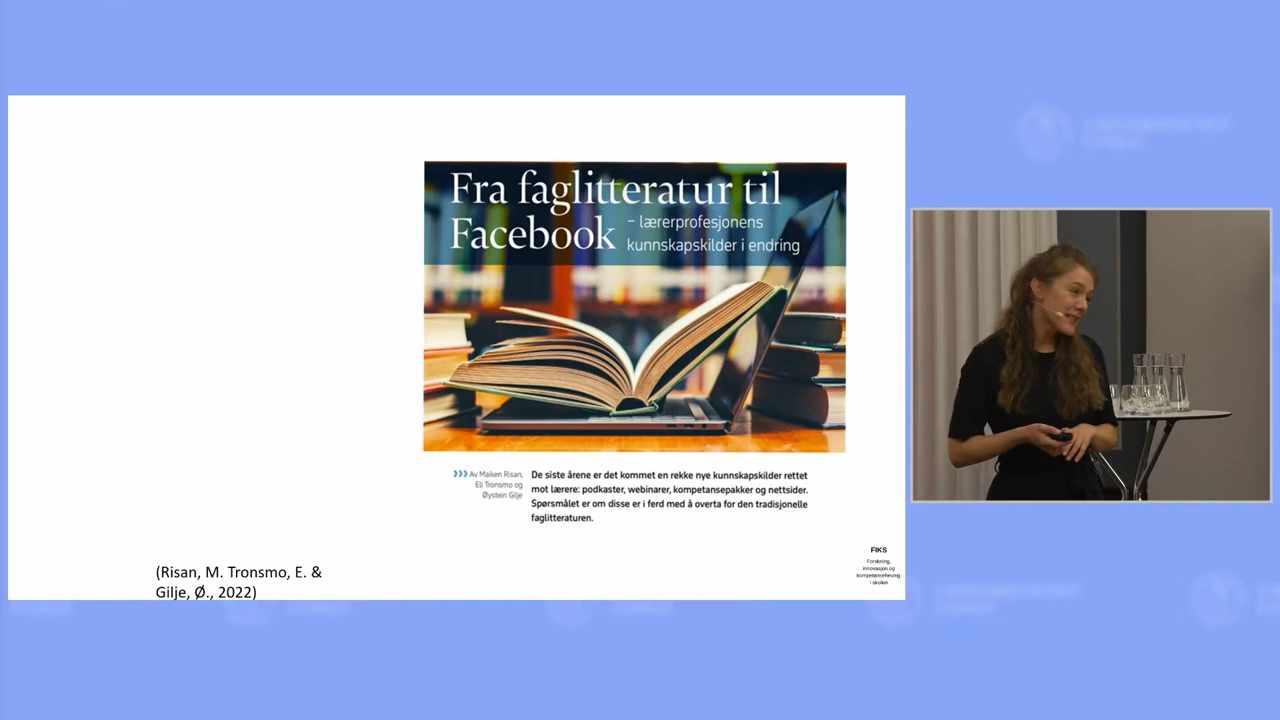 Fra faglitteratur til
Facebook – lærerprofesjonens
kunnskapskilder i endring
››› Av Maiken Risan,
Eli Tronsmo og
Øystein Gilje
De siste årene er det kommet en rekke nye kunnskapskilder rettet
mot lærere: podkaster, webinarer, kompetansepakker og nettsider.
Spørsmålet er om disse er i ferd med å overta for den tradisjonelle
faglitteraturen.
(Risan, M. Tronsmo, E. &
Gilje, Ø., 2022)
FIKS
Forskning,
innovasjon og
kompetanseheving
i skolen